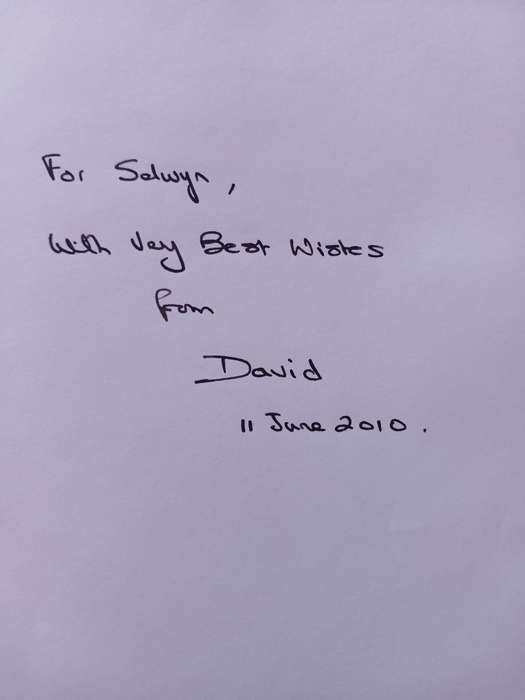 For Selwyn,
With Very Best Wishes
from
David
11 June 2010.